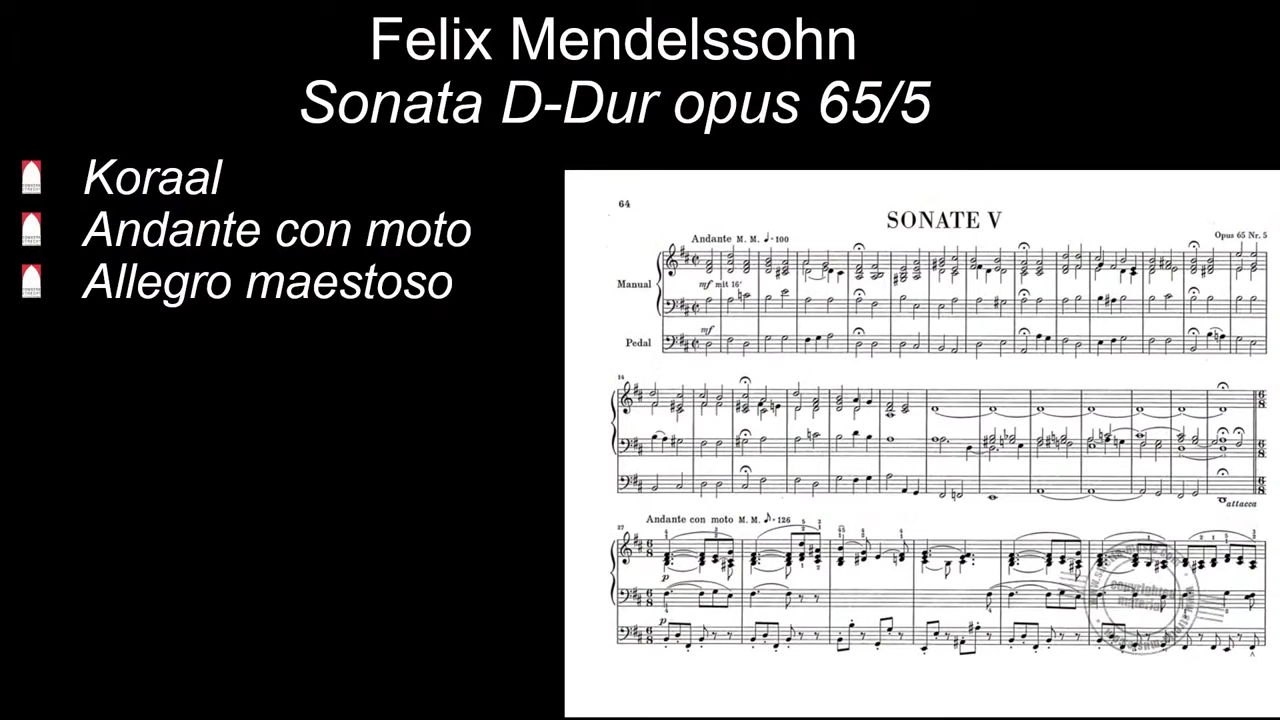 Felix Mendelssohn
Sonata D-Dur opus 65/5
Koraal
Andante con moto
Allegro maestoso
64
SONATE V
Opus 65 Nr. 5
Andante M. M. ♩=100
Manual
mf mit 16'
mf
Pedal
14
attacca
27
Andante con moto M. M. ♪=126
p
p